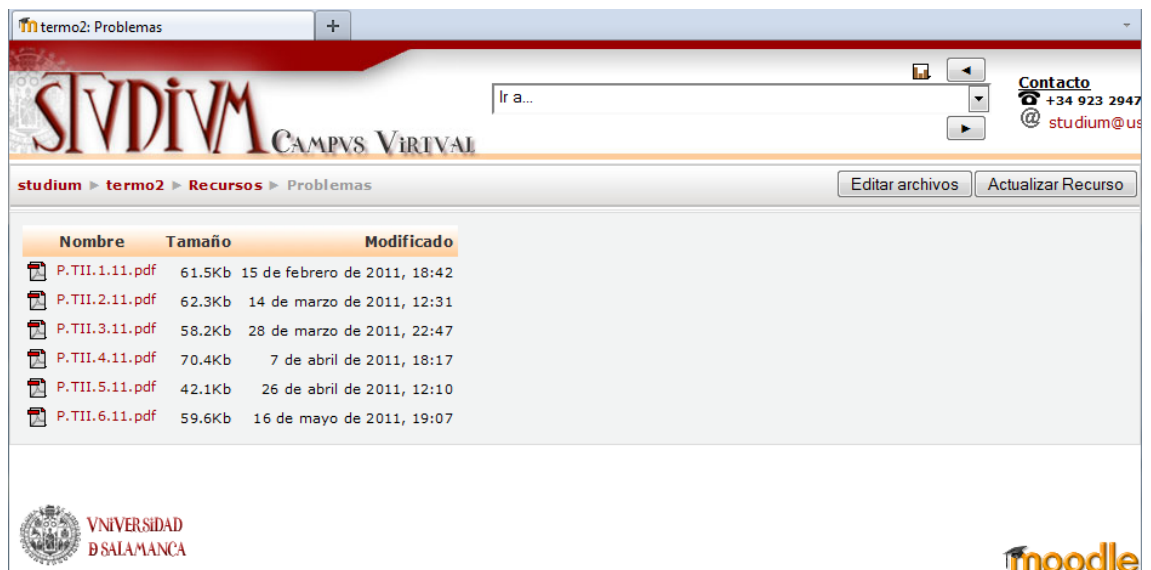 termo2: Problemas
STVDiVM
CAMPVS ViRTVAL
Ir a...
Contacto
+34 923 2947
studium@us
studium ▶ termo2 ▶ Recursos ▶ Problemas
Editar archivos
Actualizar Recurso
Nombre Tamaño Modificado
P.TII.1.11.pdf 61.5Kb 15 de febrero de 2011, 18:42
P.TII.2.11.pdf 62.3Kb 14 de marzo de 2011, 12:31
P.TII.3.11.pdf 58.2Kb 28 de marzo de 2011, 22:47
P.TII.4.11.pdf 70.4Kb 7 de abril de 2011, 18:17
P.TII.5.11.pdf 42.1Kb 26 de abril de 2011, 12:10
P.TII.6.11.pdf 59.6Kb 16 de mayo de 2011, 19:07
VNiVERSiDAD
D SALAMANCA
moodle